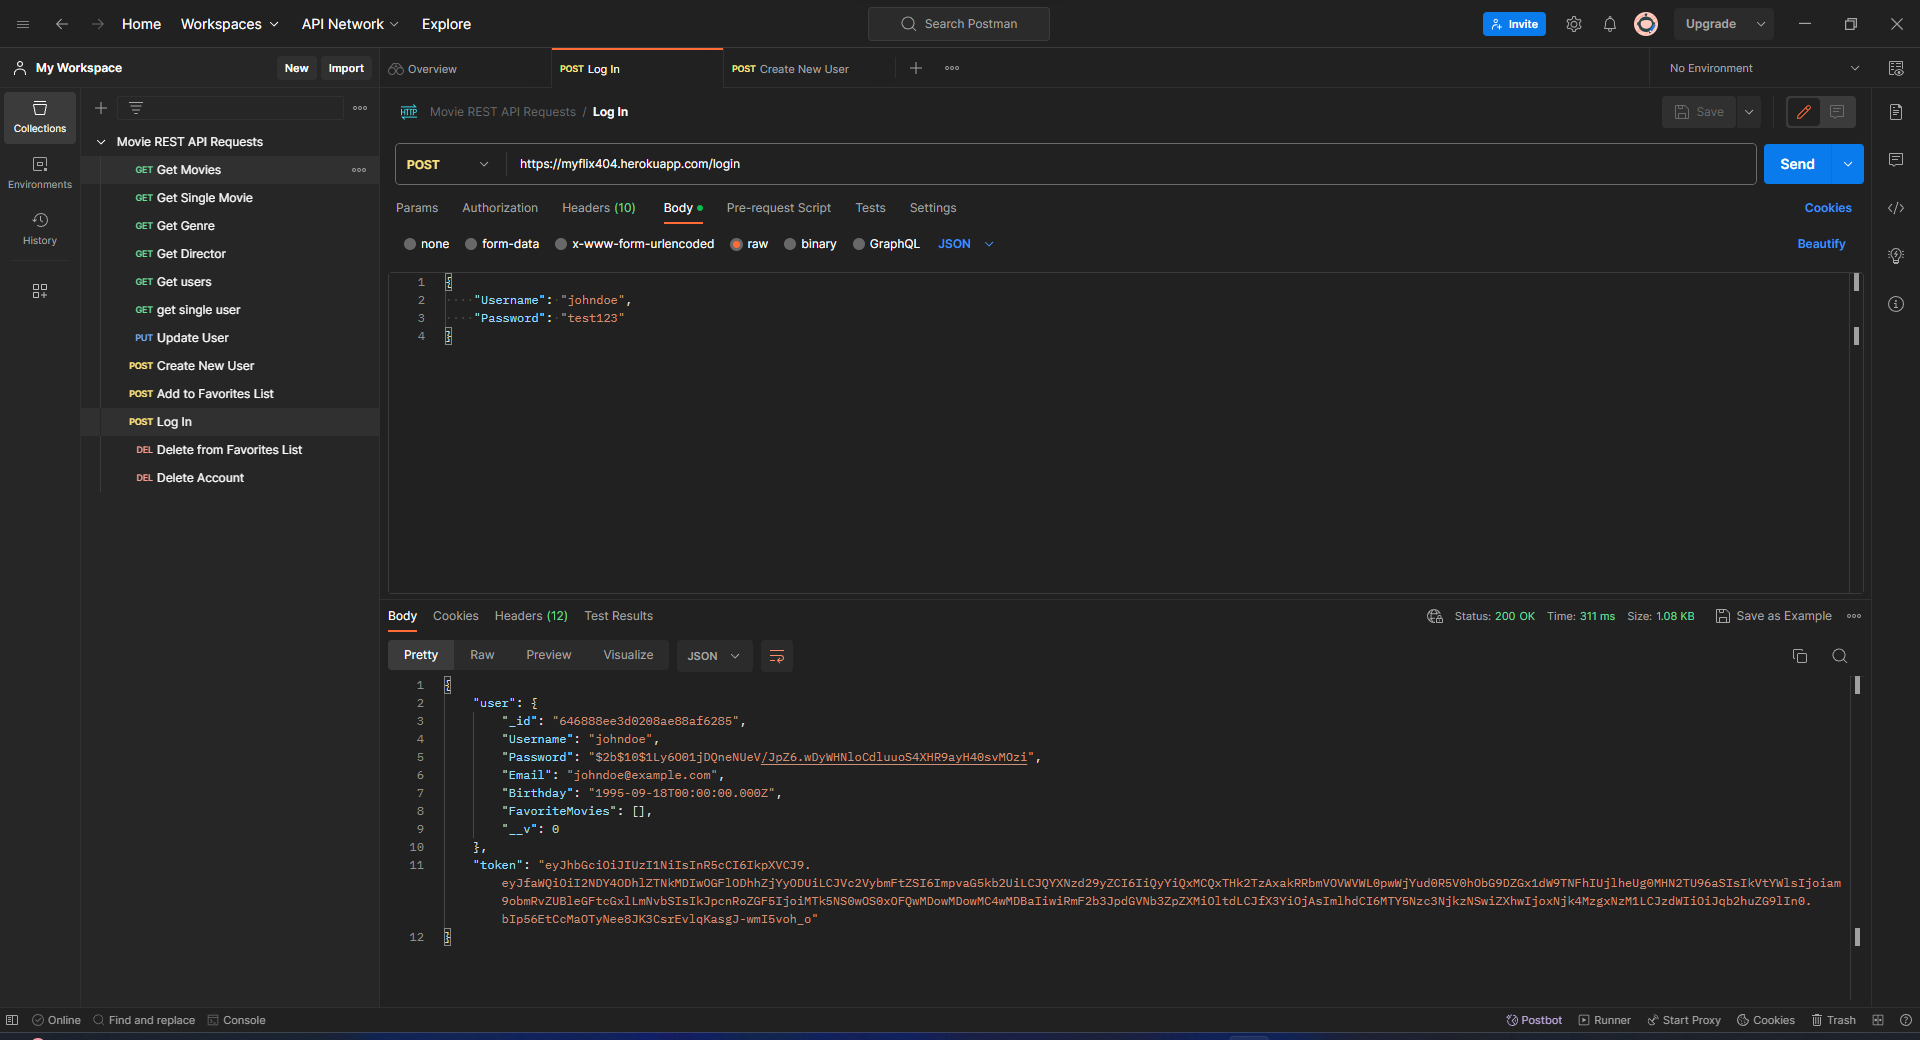 Home Workspaces API Network Explore Search Postman Invite Upgrade
My Workspace New Import Overview POST Log In POST Create New User No Environment
Collections
Environments
History
Movie REST API Requests
GET Get Movies
GET Get Single Movie
GET Get Genre
GET Get Director
GET Get users
GET get single user
PUT Update User
POST Create New User
POST Add to Favorites List
POST Log In
DEL Delete from Favorites List
DEL Delete Account
HTTP Movie REST API Requests / Log In Save
POST https://myflix404.herokuapp.com/login Send
Params Authorization Headers (10) Body Pre-request Script Tests Settings Cookies
none form-data x-www-form-urlencoded raw binary GraphQL JSON Beautify
1 {
2 "Username": "johndoe",
3 "Password": "test123"
4 }
Body Cookies Headers (12) Test Results Status: 200 OK Time: 311 ms Size: 1.08 KB Save as Example
Pretty Raw Preview Visualize JSON
1 {
2 "user": {
3 "_id": "646888ee3d0208ae88af6285",
4 "Username": "johndoe",
5 "Password": "$2b$10$1Ly6O01jDQneNUeV/JpZ6.wDyWHNloCdluuoS4XHR9ayH40svMOzi",
6 "Email": "johndoe@example.com",
7 "Birthday": "1995-09-18T00:00:00.000Z",
8 "FavoriteMovies": [],
9 "__v": 0
10 },
11 "token": "eyJhbGciOiJIUzI1NiIsInR5cCI6IkpXVCJ9.
12 }
Online Find and replace Console Postbot Runner Start Proxy Cookies Trash